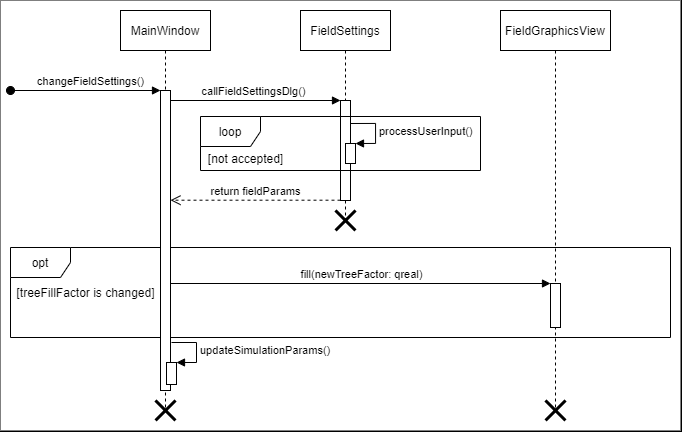 MainWindow
FieldSettings
FieldGraphicsView
changeFieldSettings()
callFieldSettingsDlg()
loop
processUserInput()
[not accepted]
return fieldParams
opt
fill(newTreeFactor: qreal)
[treeFillFactor is changed]
updateSimulationParams()